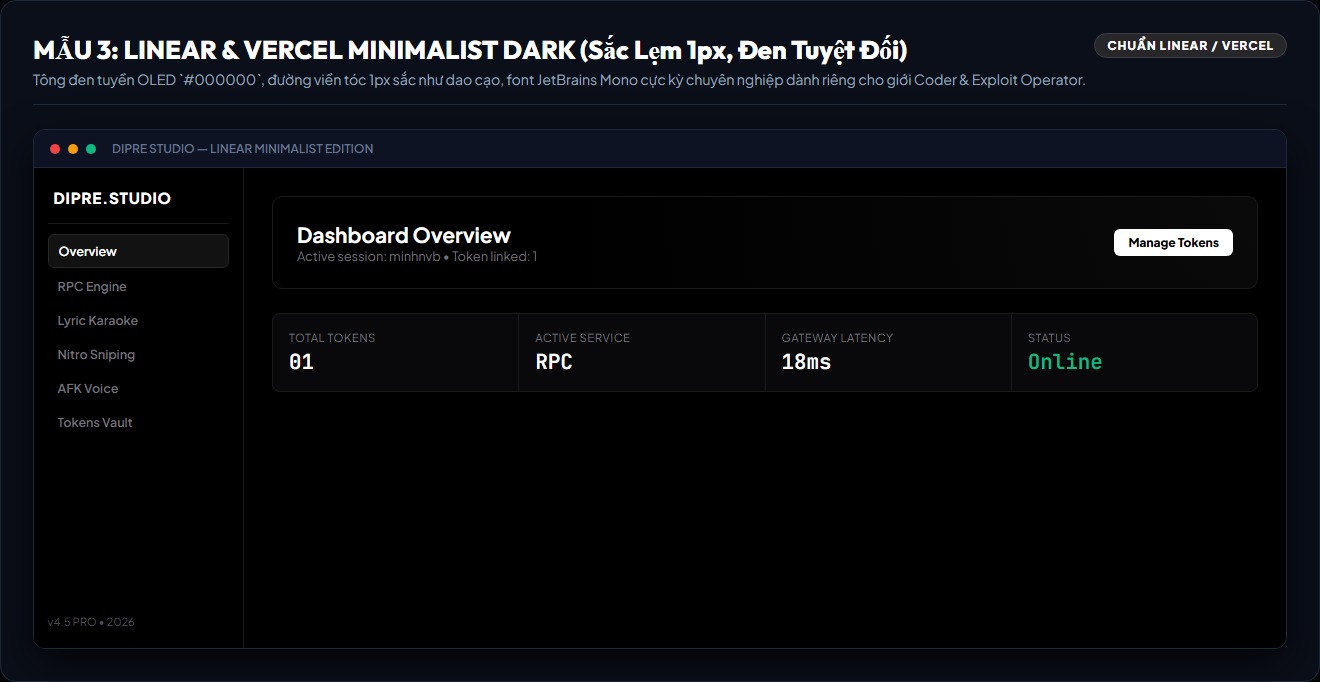 MẪU 3: LINEAR & VERCEL MINIMALIST DARK (Sắc Lẹm 1px, Đen Tuyệt Đối)
CHUẨN LINEAR / VERCEL
Tông đen tuyền OLED `#000000`, đường viền tóc 1px sắc như dao cạo, font JetBrains Mono cực kỳ chuyên nghiệp dành riêng cho giới Coder & Exploit Operator.
DIPRE STUDIO — LINEAR MINIMALIST EDITION
DIPRE.STUDIO
Overview
RPC Engine
Lyric Karaoke
Nitro Sniping
AFK Voice
Tokens Vault
v4.5 PRO • 2026
Dashboard Overview
Active session: minhnvb • Token linked: 1
Manage Tokens
TOTAL TOKENS
01
ACTIVE SERVICE
RPC
GATEWAY LATENCY
18ms
STATUS
Online